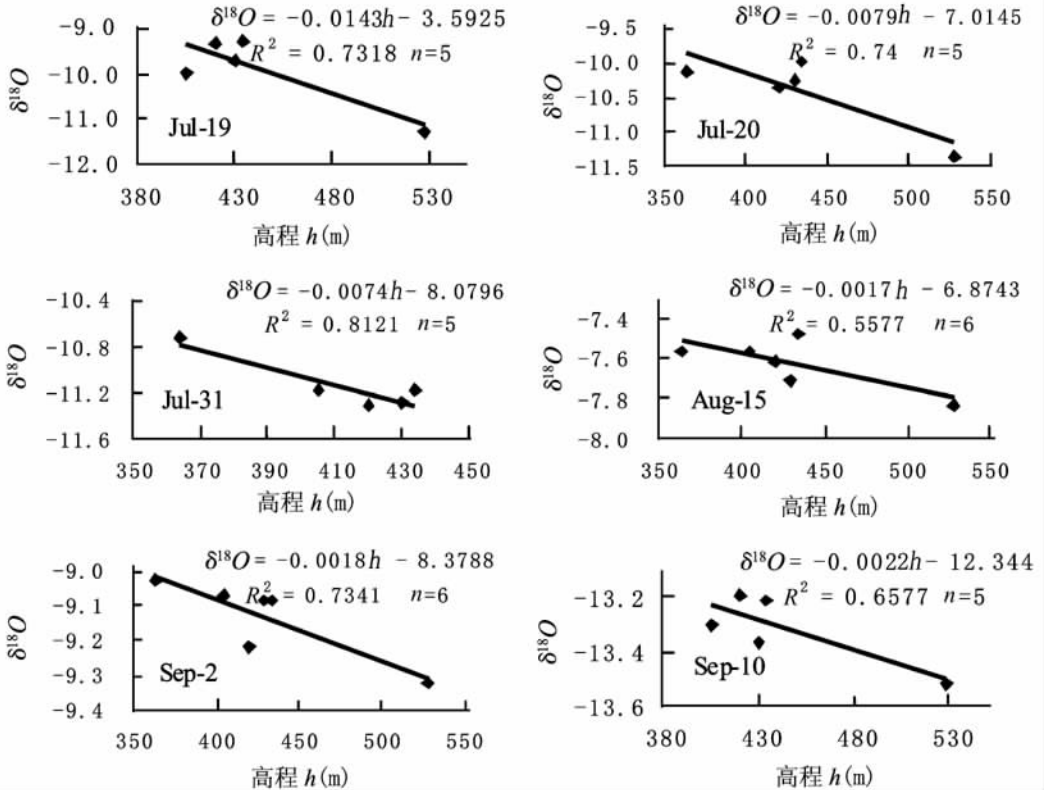 δ¹⁸O = -0.0143h - 3.5925
R² = 0.7318 n=5
-9.0
-10.0
-11.0
-12.0
δ¹⁸O
Jul-19
380 430 480 530
高程 h(m)
δ¹⁸O = -0.0079h - 7.0145
R² = 0.74 n=5
-9.5
-10.0
-10.5
-11.0
-11.5
δ¹⁸O
Jul-20
350 400 450 500 550
高程 h(m)
δ¹⁸O = -0.0074h - 8.0796
R² = 0.8121 n=5
-10.4
-10.8
-11.2
-11.6
δ¹⁸O
Jul-31
350 370 390 410 430 450
高程 h(m)
δ¹⁸O = -0.0017h - 6.8743
R² = 0.5577 n=6
-7.4
-7.6
-7.8
-8.0
δ¹⁸O
Aug-15
350 400 450 500 550
高程 h(m)
δ¹⁸O = -0.0018h - 8.3788
R² = 0.7341 n=6
-9.0
-9.1
-9.2
-9.3
-9.4
δ¹⁸O
Sep-2
350 400 450 500 550
高程 h(m)
δ¹⁸O = -0.0022h - 12.344
R² = 0.6577 n=5
-13.2
-13.4
-13.6
δ¹⁸O
Sep-10
380 430 480 530
高程 h(m)